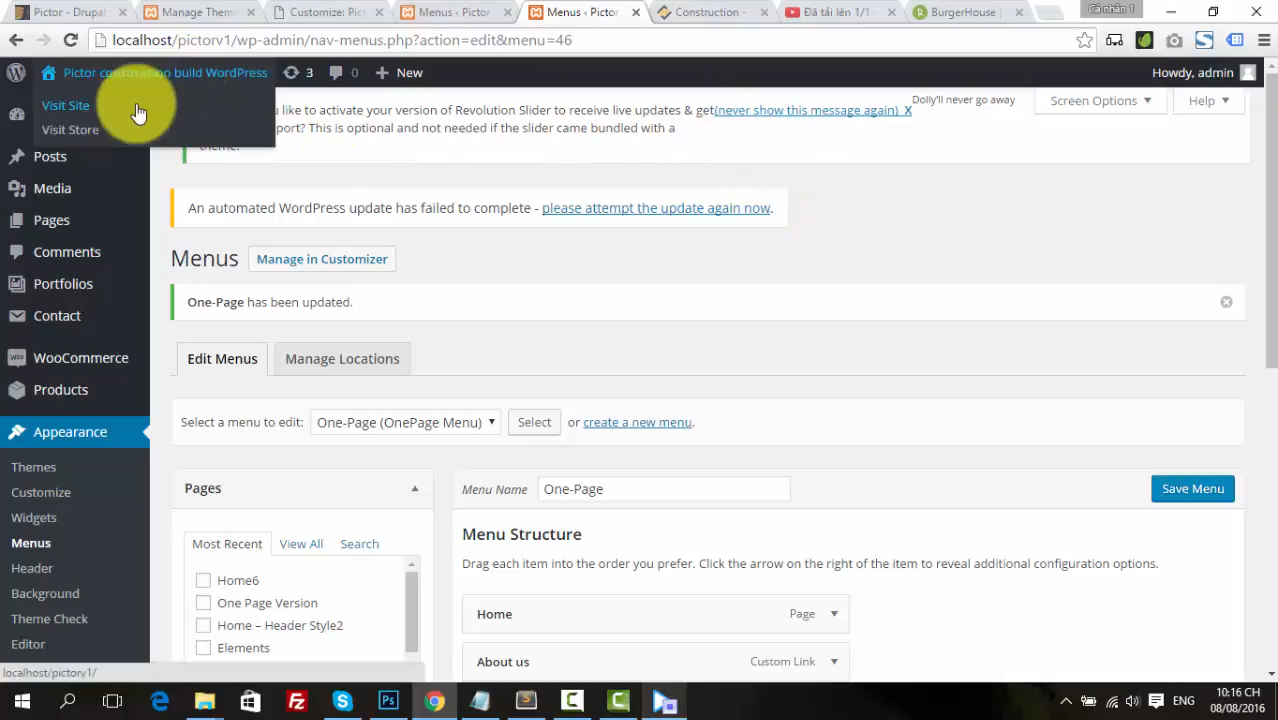 Pictor - Drupal
Manage Theme
Customize: Pic
Menus ‹ Pictor
Menus ‹ Pictor
Construction –
Đã tải lên 1/1 -
BurgerHouse |
Cá nhân 1
localhost/pictorv1/wp-admin/nav-menus.php?action=edit&menu=46
Pictor construction build WordPress
3
0
New
Howdy, admin
Visit Site
Visit Store
like to activate your version of Revolution Slider to receive live updates & get(never show this message again) X
port? This is optional and not needed if the slider came bundled with a
theme.
Dolly'll never go away
Screen Options
Help
An automated WordPress update has failed to complete - please attempt the update again now.
Menus
Manage in Customizer
One-Page has been updated.
Edit Menus
Manage Locations
Select a menu to edit:
One-Page (OnePage Menu)
Select
or create a new menu.
Posts
Media
Pages
Comments
Portfolios
Contact
WooCommerce
Products
Appearance
Themes
Customize
Widgets
Menus
Header
Background
Theme Check
Editor
Pages
Most Recent
View All
Search
Home6
One Page Version
Home – Header Style2
Elements
Menu Name
One-Page
Save Menu
Menu Structure
Drag each item into the order you prefer. Click the arrow on the right of the item to reveal additional configuration options.
Home
Page
About us
Custom Link
localhost/pictorv1/
ENG
10:16 CH
08/08/2016